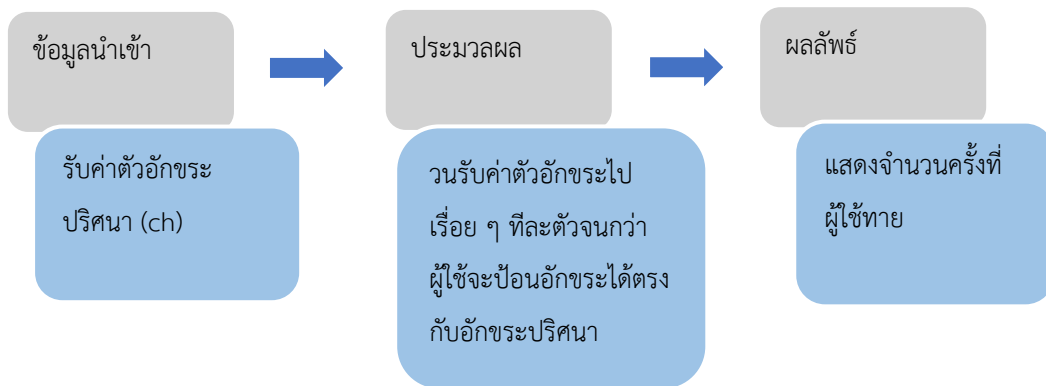 ข้อมูลนำเข้า
รับค่าตัวอักขระ
ปริศนา (ch)
ประมวลผล
วนรับค่าตัวอักขระไป
เรื่อย ๆ ทีละตัวจนกว่า
ผู้ใช้จะป้อนอักขระได้ตรง
กับอักขระปริศนา
ผลลัพธ์
แสดงจำนวนครั้งที่
ผู้ใช้ทาย